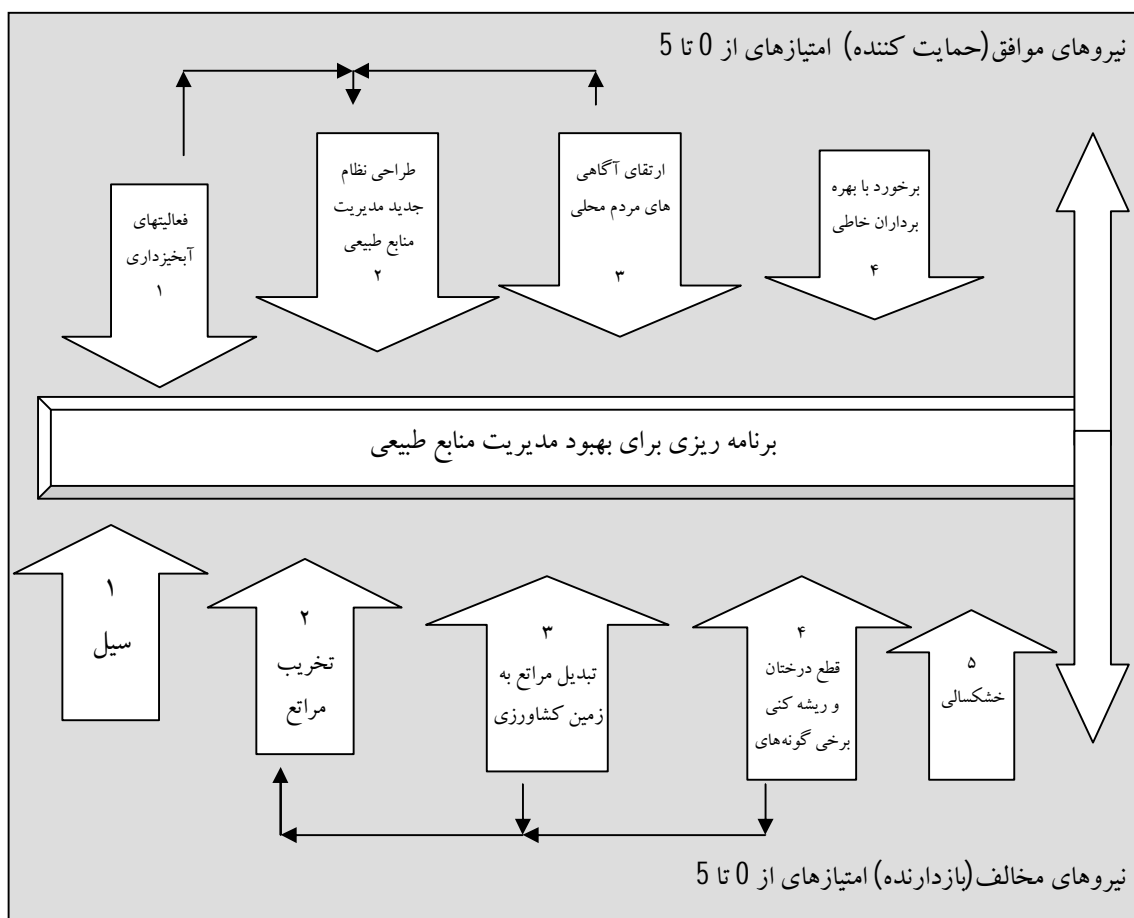 نیروهای موافق(حمایت کننده) امتیازهای از 0 تا 5
فعالیتهای
آبخیزداری
۱
طراحی نظام
جدید مدیریت
منابع طبیعی
۲
ارتقای آگاهی
های مردم محلی
۳
برخورد با بهره
برداران خاطی
۴
برنامه ریزی برای بهبود مدیریت منابع طبیعی
۱
سیل
۲
تخریب
مراتع
۳
تبدیل مراتع به
زمین کشاورزی
۴
قطع درختان
و ریشه کنی
برخی گونه‌های
۵
خشکسالی
نیروهای مخالف(بازدارنده) امتیازهای از 0 تا 5